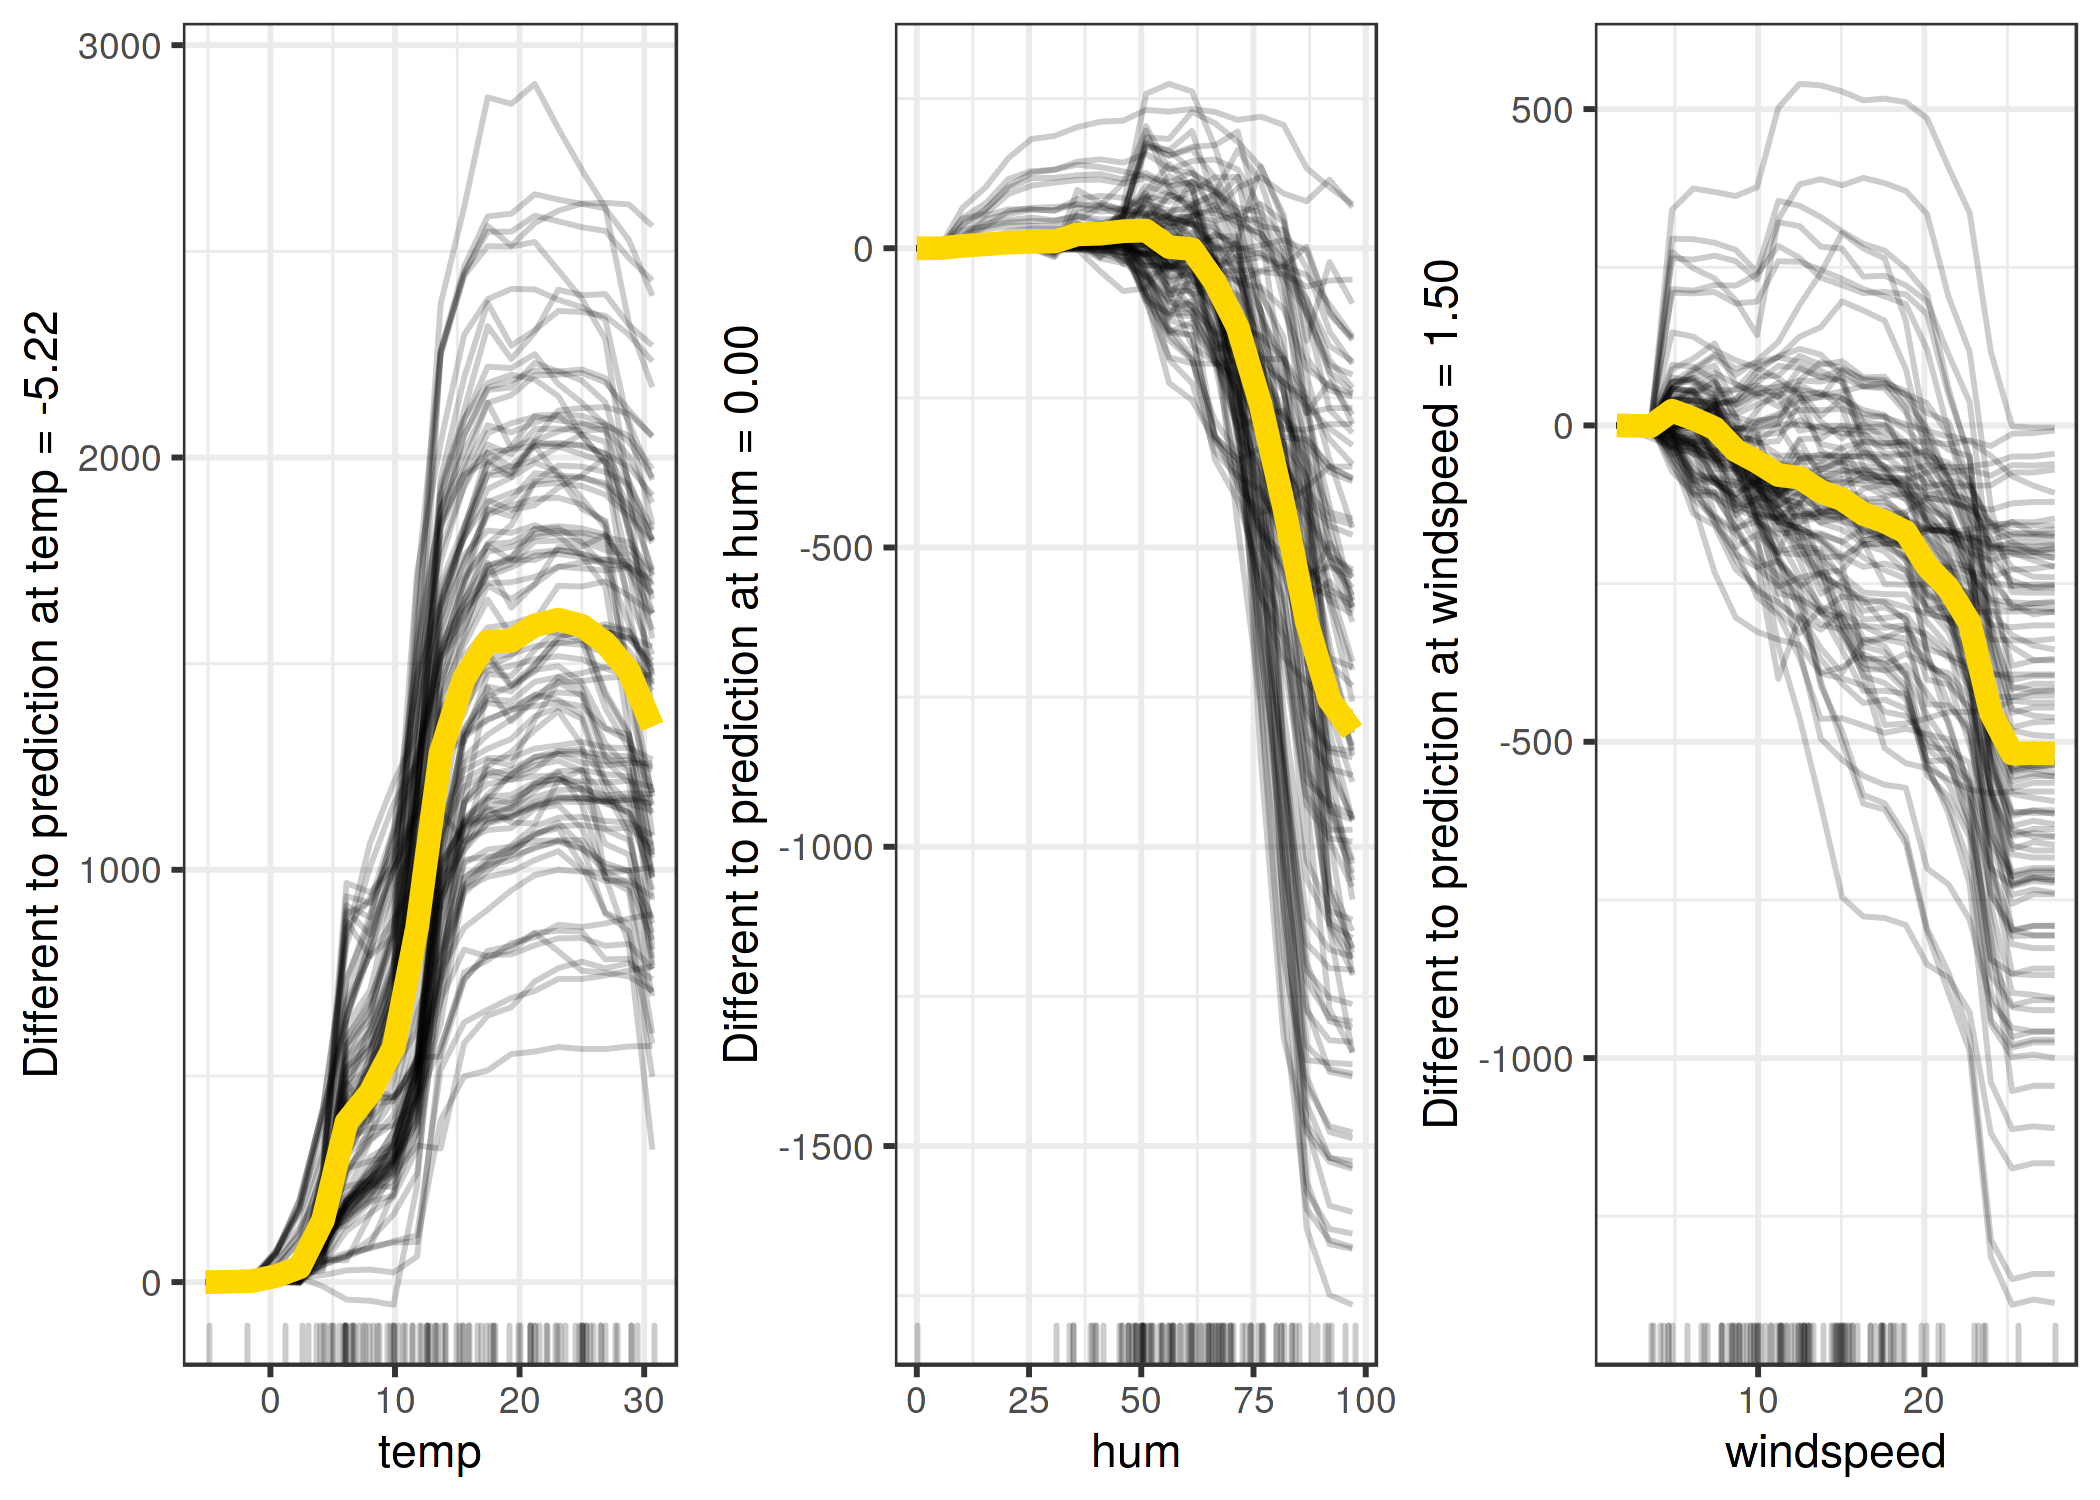 Different to prediction at temp = -5.22
3000
2000
1000
0
0 10 20 30
temp
Different to prediction at hum = 0.00
0
-500
-1000
-1500
0 25 50 75 100
hum
Different to prediction at windspeed = 1.50
500
0
-500
-1000
10 20
windspeed